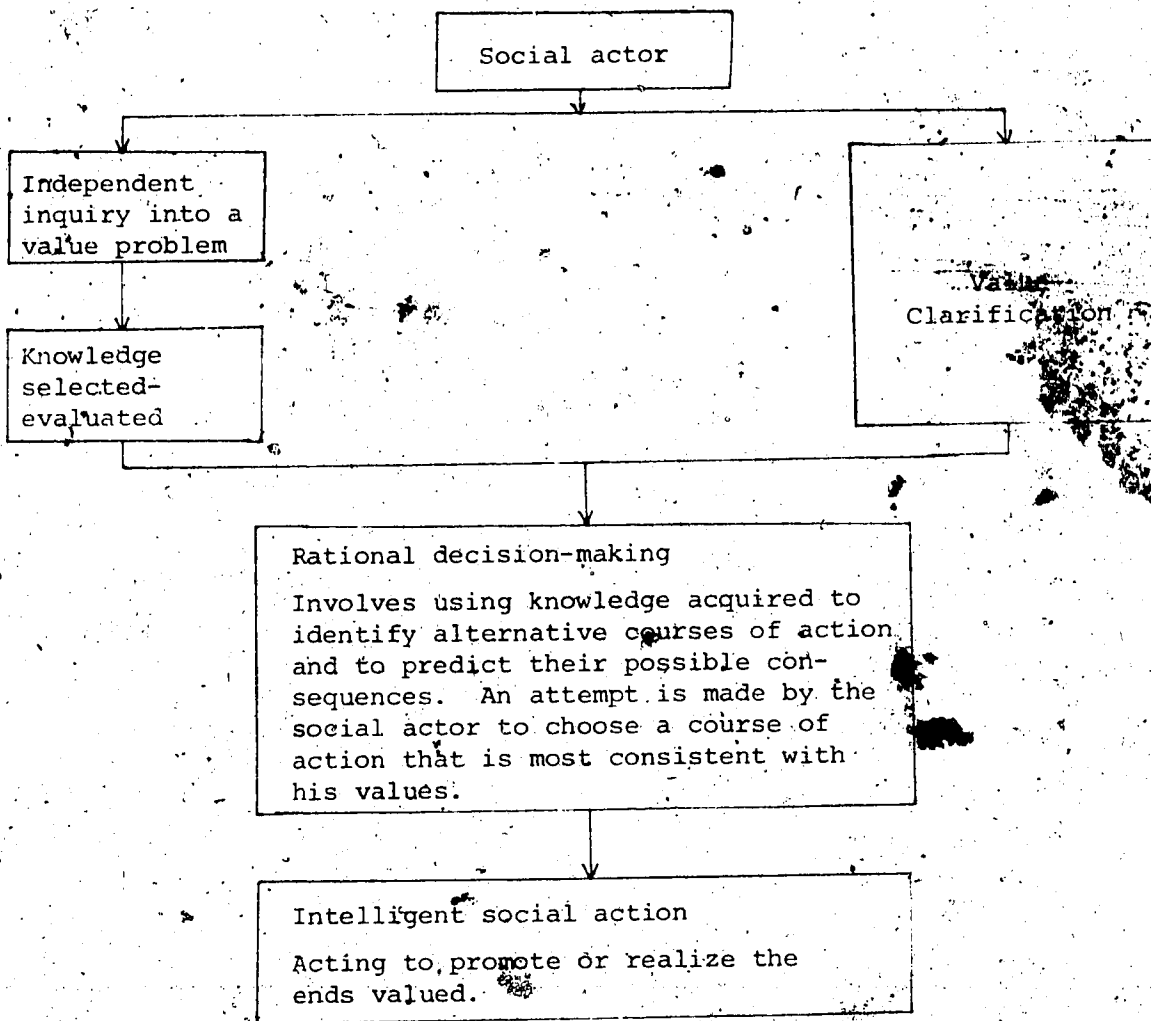 Social actor
Independent
inquiry into a
value problem
Value
Clarification
Knowledge
selected-
evaluated
Rational decision-making
Involves using knowledge acquired to
identify alternative courses of action
and to predict their possible con-
sequences. An attempt is made by the
social actor to choose a course of
action that is most consistent with
his values.
Intelligent social action
Acting to promote or realize the
ends valued.